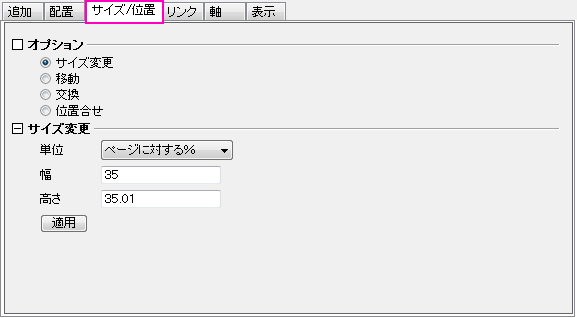 追加 配置 サイズ/位置 リンク 軸 表示
オプション
サイズ変更
移動
交換
位置合せ
サイズ変更
単位 ページに対する%
幅 35
高さ 35.01
適用